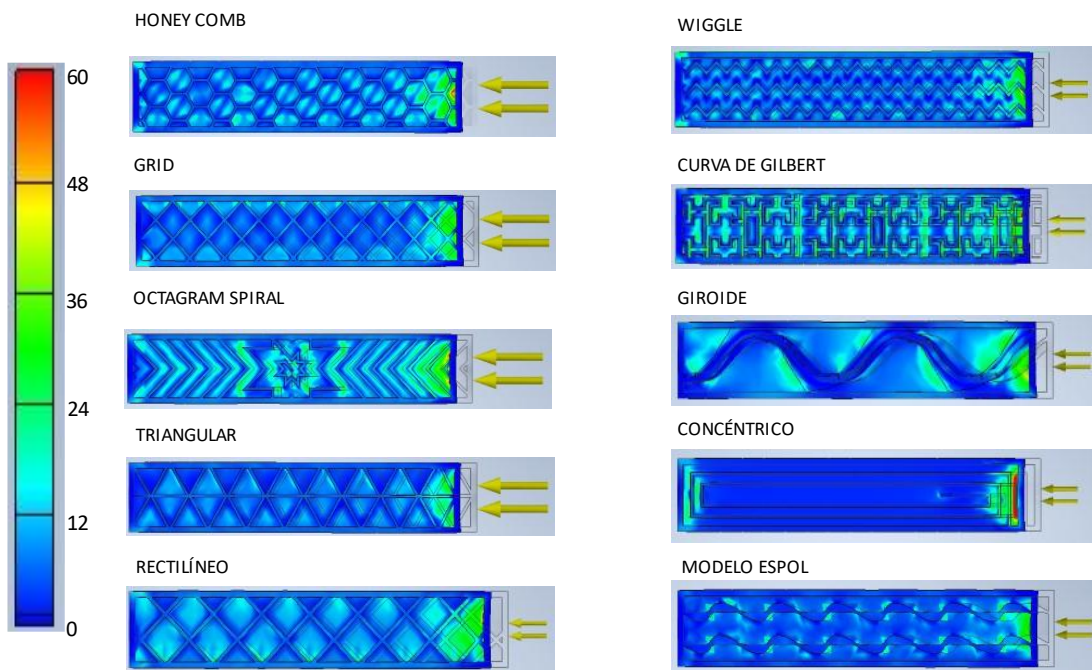 HONEY COMB
WIGGLE
60
GRID
CURVA DE GILBERT
48
36
OCTAGRAM SPIRAL
GIROIDE
24
TRIANGULAR
CONCÉNTRICO
12
RECTILÍNEO
MODELO ESPOL
0